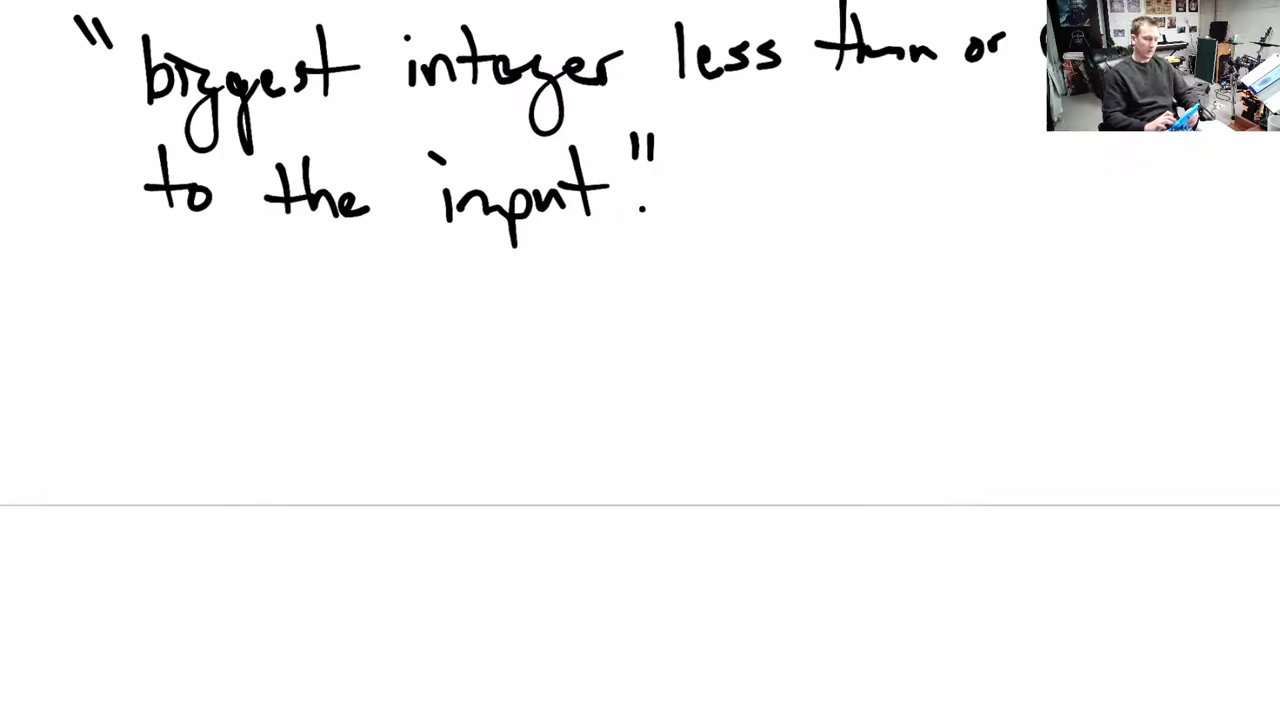 "biggest integer less than or
to the input".